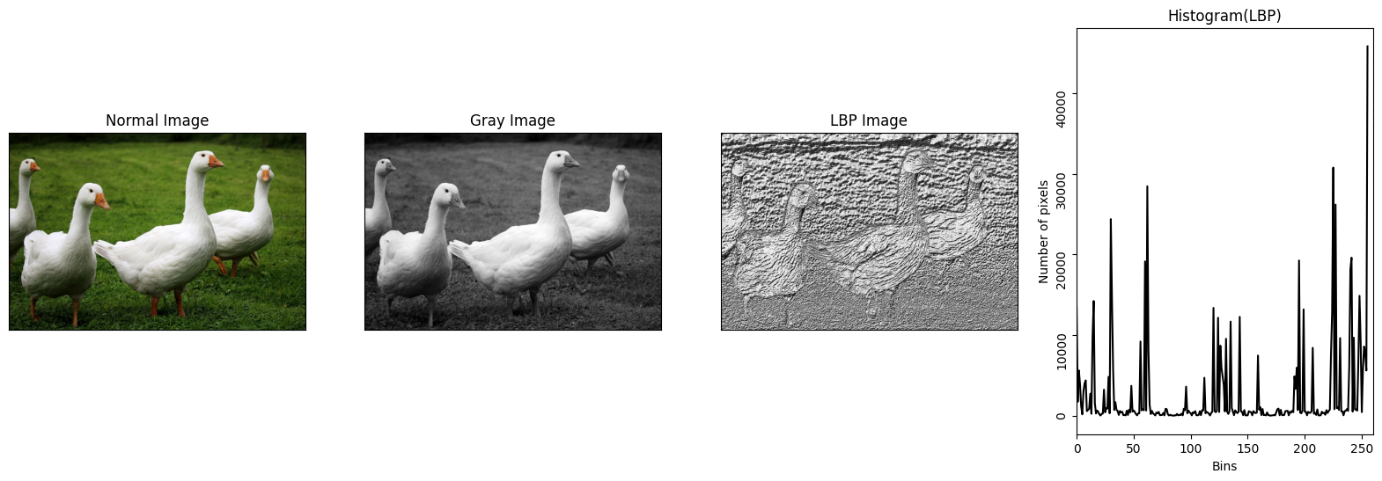 Normal Image
Gray Image
LBP Image
Histogram(LBP)
Number of pixels
40000
30000
20000
10000
0
0 50 100 150 200 250
Bins